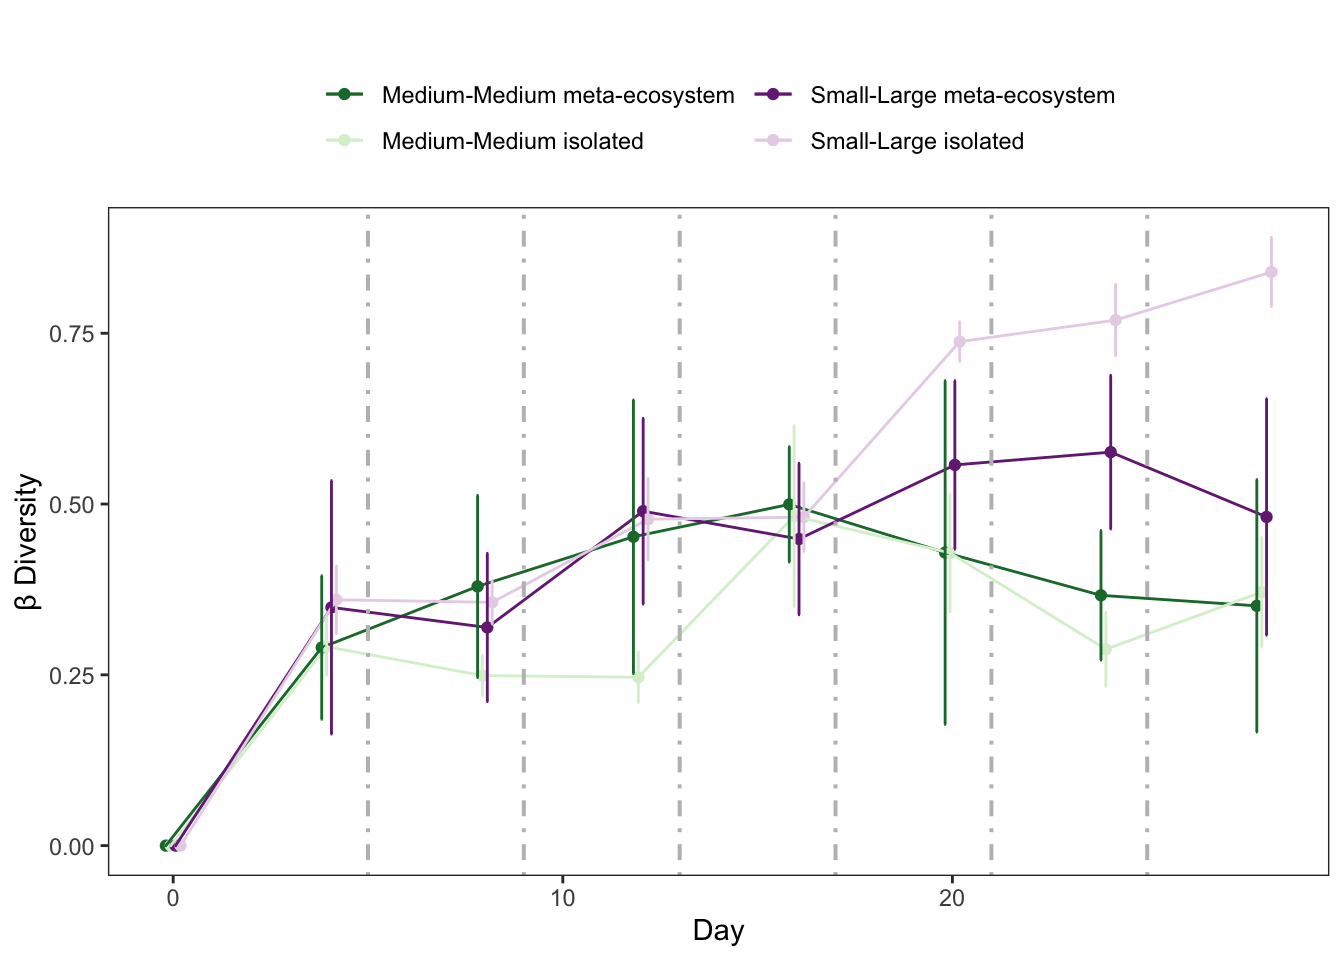 Medium-Medium meta-ecosystem Small-Large meta-ecosystem
Medium-Medium isolated Small-Large isolated
0.75
0.50
0.25
0.00
β Diversity
0 10 20
Day